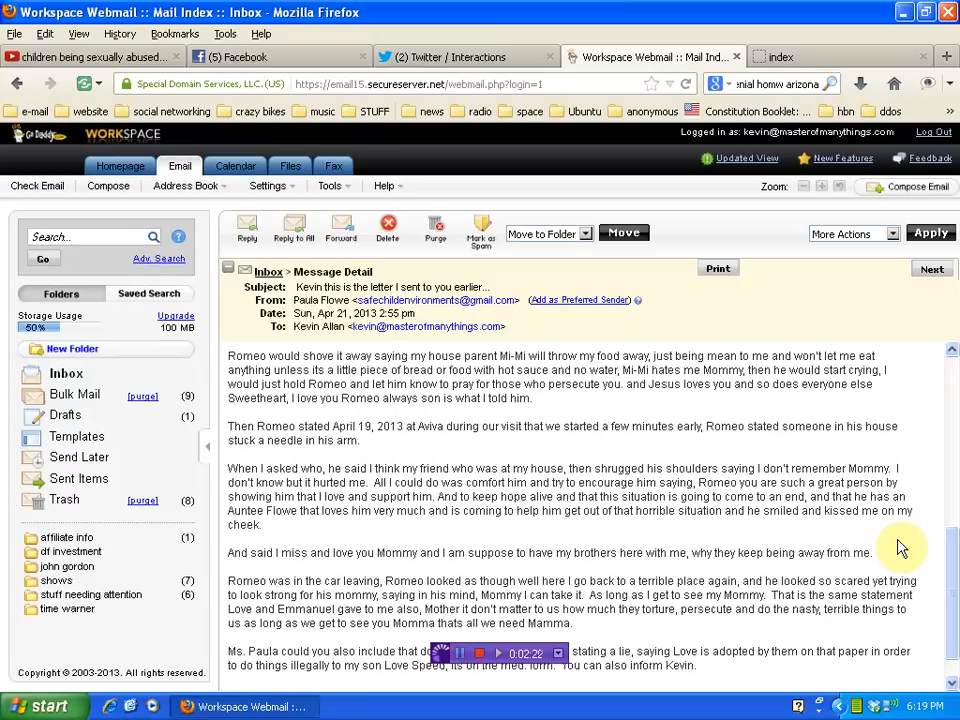 Workspace Webmail :: Mail Index :: Inbox - Mozilla Firefox
File Edit View History Bookmarks Tools Help
children being sexually abused... (5) Facebook (2) Twitter / Interactions Workspace Webmail :: Mail Ind... index
Special Domain Services, LLC. (US) https://email15.secureserver.net/webmail.php?login=1 enial homw arizona
e-mail website social networking crazy bikes music STUFF news radio space Ubuntu anonymous Constitution Booklet: ... hbn ddos
Go Daddy WORKSPACE Logged in as: kevin@masterofmanythings.com Log Out
Homepage Email Calendar Files Fax Updated View New Features Feedback
Check Email Compose Address Book Settings Tools Help Zoom: Compose Email
Search...
Go Adv. Search
Reply Reply to All Forward Delete Purge Mark as Spam Move to Folder Move More Actions Apply
Folders Saved Search
Storage Usage Upgrade
50% 100 MB
New Folder
Inbox
Bulk Mail [purge] (9)
Drafts (1)
Templates
Send Later
Sent Items
Trash [purge] (8)
affiliate info (1)
df investment
john gordon
shows (7)
stuff needing attention (6)
time warner
Copyright © 2003-2013. All rights reserved.
Inbox > Message Detail Print Next
Subject: Kevin this is the letter I sent to you earlier...
From: Paula Flowe <safechildenvironments@gmail.com> (Add as Preferred Sender)
Date: Sun, Apr 21, 2013 2:55 pm
To: Kevin Allan <kevin@masterofmanythings.com>
Romeo would shove it away saying my house parent Mi-Mi will throw my food away, just being mean to me and won't let me eat
anything unless its a little piece of bread or food with hot sauce and no water, Mi-Mi hates me Mommy, then he would start crying, I
would just hold Romeo and let him know to pray for those who persecute you. and Jesus loves you and so does everyone else
Sweetheart, I love you Romeo always son is what I told him.
Then Romeo stated April 19, 2013 at Aviva during our visit that we started a few minutes early, Romeo stated someone in his house
stuck a needle in his arm.
When I asked who, he said I think my friend who was at my house, then shrugged his shoulders saying I don't remember Mommy. I
don't know but it hurted me. All I could do was comfort him and try to encourage him saying, Romeo you are such a great person by
showing him that I love and support him. And to keep hope alive and that this situation is going to come to an end, and that he has an
Auntee Flowe that loves him very much and is coming to help him get out of that horrible situation and he smiled and kissed me on my
cheek.
And said I miss and love you Mommy and I am suppose to have my brothers here with me, why they keep being away from me.
Romeo was in the car leaving, Romeo looked as though well here I go back to a terrible place again, and he looked so scared yet trying
to look strong for his mommy, saying in his mind, Mommy I can take it. As long as I get to see my Mommy. That is the same statement
Love and Emmanuel gave to me also, Mother it don't matter to us how much they torture, persecute and do the nasty, terrible things to
us as long as we get to see you Momma thats all we need Mamma.
Ms. Paula could you also include that stating a lie, saying Love is adopted by them on that paper in order
to do things illegally to my son Love Speed, its on the med. form. You can also inform Kevin.
0:02:22
start Workspace Webmail :... 6:19 PM